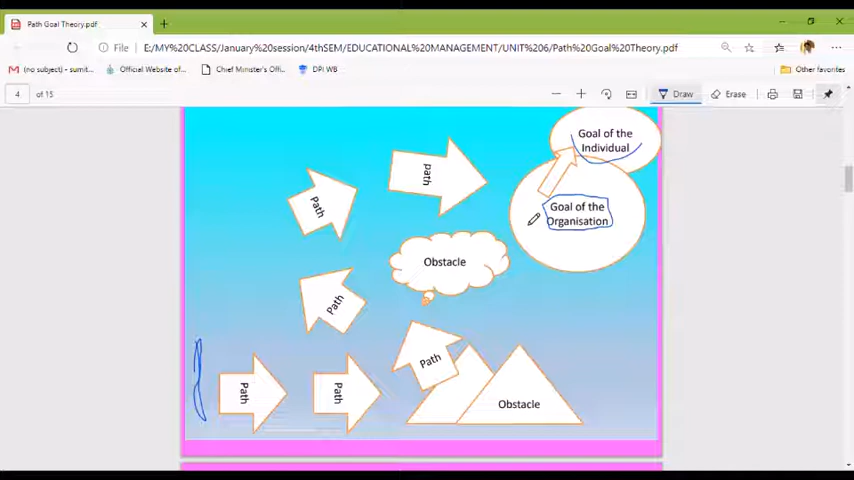 Path Goal Theory.pdf
File
E:/MY%20CLASS/January%20session/4thSEM/EDUCATIONAL%20MANAGEMENT/UNIT%206/Path%20Goal%20Theory.pdf
(no subject) - sumit...
Official Website of...
Chief Minister's Offi...
DPI WB
Other favorites
4 of 15
Draw
Erase
Goal of the
Individual
path
Path
Goal of the
Organisation
Obstacle
Path
Path
Path
Path
Obstacle